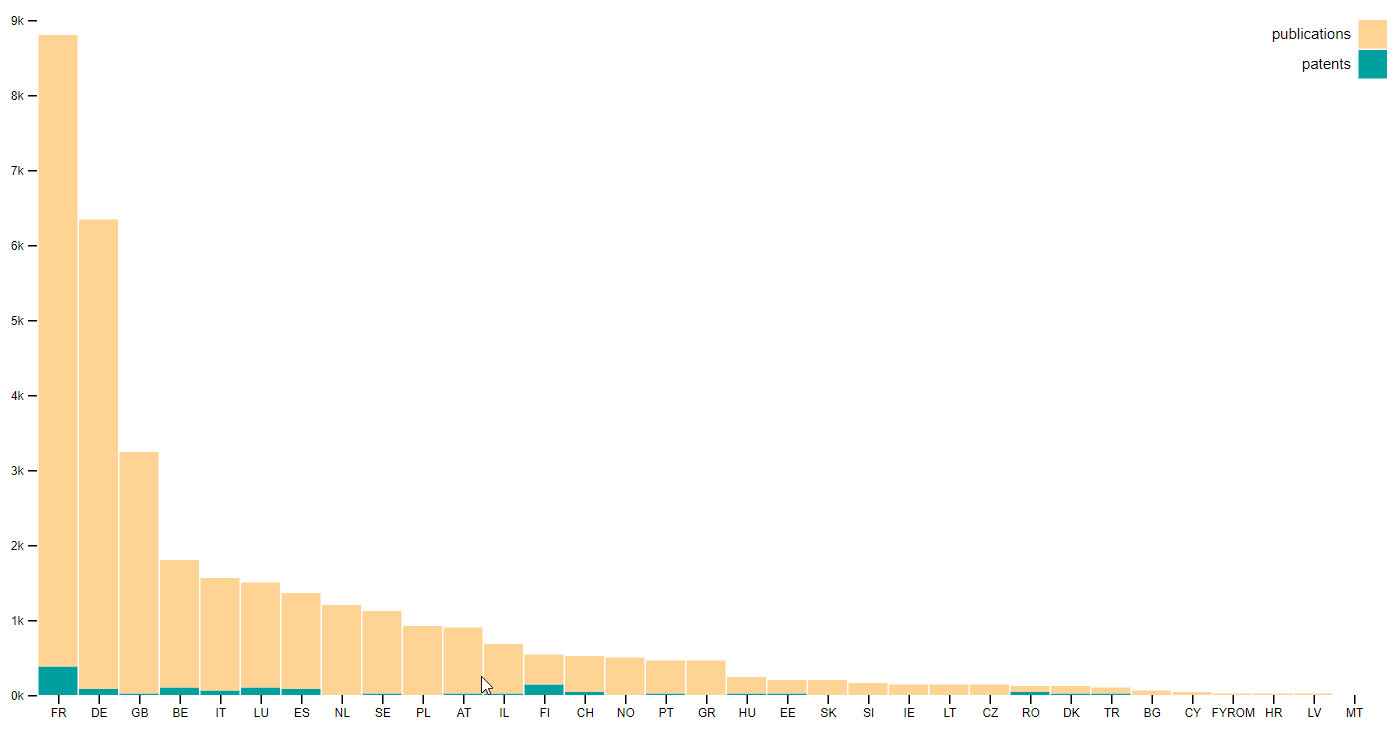 9k
8k
7k
6k
5k
4k
3k
2k
1k
0k
publications
patents
FR DE GB BE IT LU ES NL SE PL AT IL FI CH NO PT GR HU EE SK SI IE LT CZ RO DK TR BG CY FYROM HR LV MT